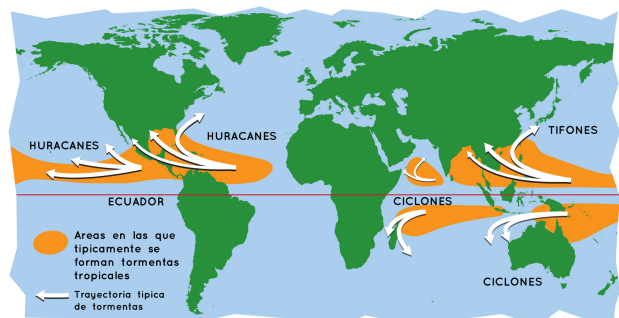 HURACANES
HURACANES
TIFONES
ECUADOR
CICLONES
Areas en las que
tipicamente se
forman tormentas
tropicales
Trayectoria tipica
de tormentas
CICLONES